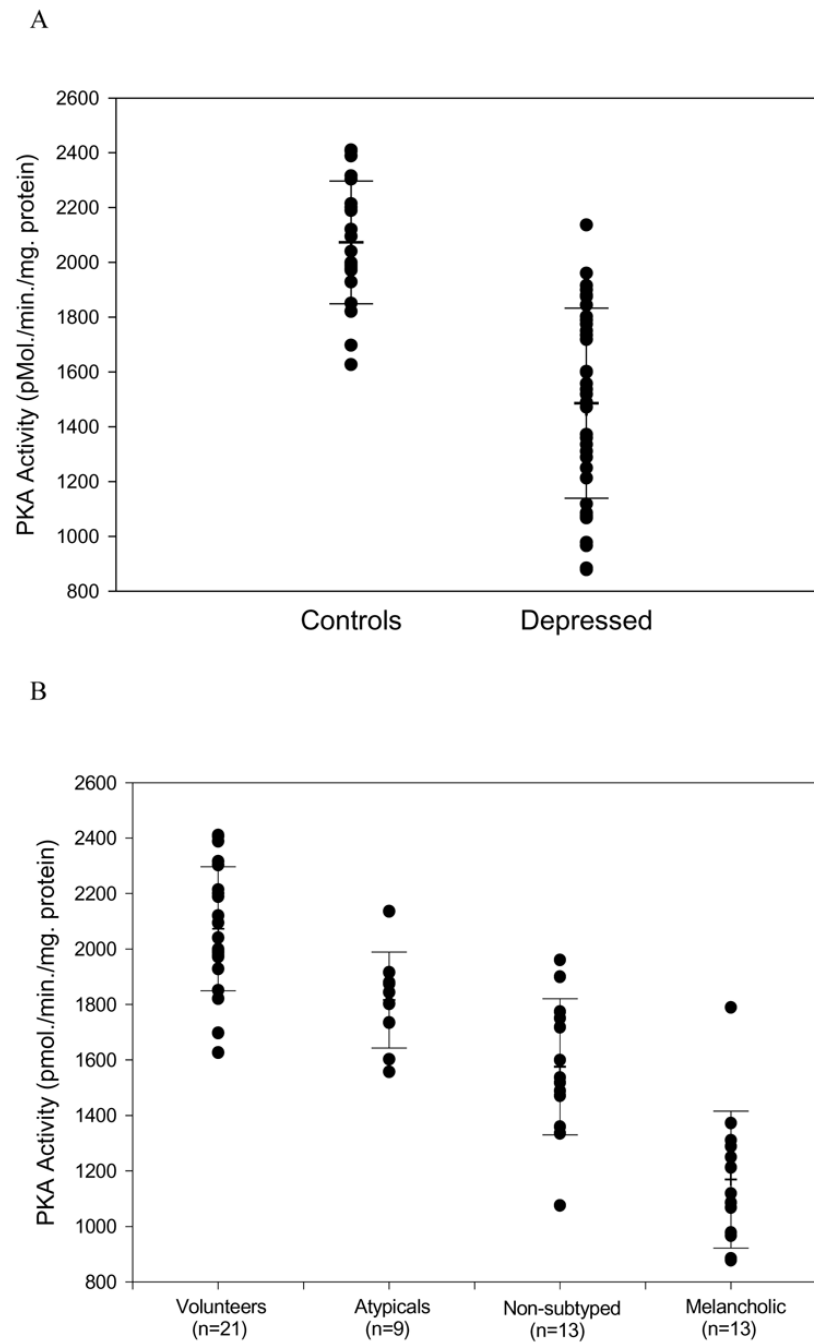 A
PKA Activity (pMol./min./mg. protein)
2600
2400
2200
2000
1800
1600
1400
1200
1000
800
Controls Depressed
B
PKA Activity (pmol./min./mg. protein)
2600
2400
2200
2000
1800
1600
1400
1200
1000
800
Volunteers Atypicals Non-subtyped Melancholic
(n=21) (n=9) (n=13) (n=13)